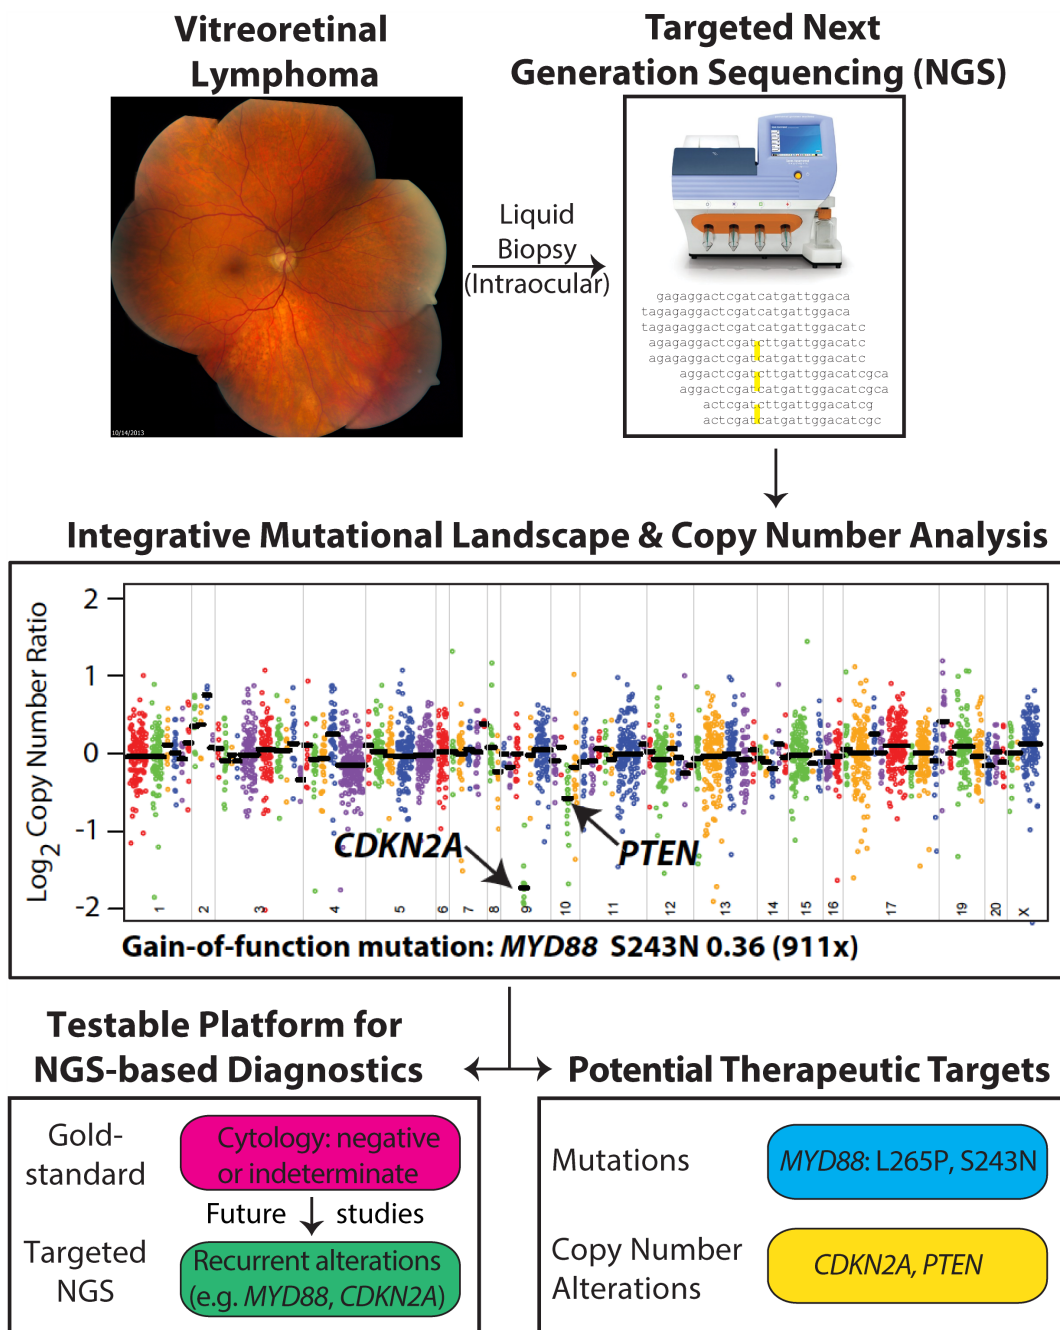 Vitreoretinal
Lymphoma
Targeted Next
Generation Sequencing (NGS)
10/14/2013
Liquid
Biopsy
(Intraocular)
gagaggactcgatcatgattggaca
tagagaggactcgatcatgattggaca
tagagaggactcgatcatgattggacatc
agagaggactcgatcttgattggacatc
agagaggactcgatcatgattggacatc
aggactcgatcttgattggacatcgca
aggactcgatcatgattggacatcgca
actcgatcttgattggacatcg
actcgatcatgattggacatcgc
Integrative Mutational Landscape & Copy Number Analysis
Log2 Copy Number Ratio
2
1
0
-1
-2
CDKN2A
PTEN
1 2 3 4 5 6 7 8 9 10 11 12 13 14 15 16 17 19 20 X
Gain-of-function mutation: MYD88 S243N 0.36 (911x)
Testable Platform for
NGS-based Diagnostics
Gold-
standard
Cytology: negative
or indeterminate
Future studies
Targeted
NGS
Recurrent alterations
(e.g. MYD88, CDKN2A)
Potential Therapeutic Targets
Mutations
MYD88: L265P, S243N
Copy Number
Alterations
CDKN2A, PTEN